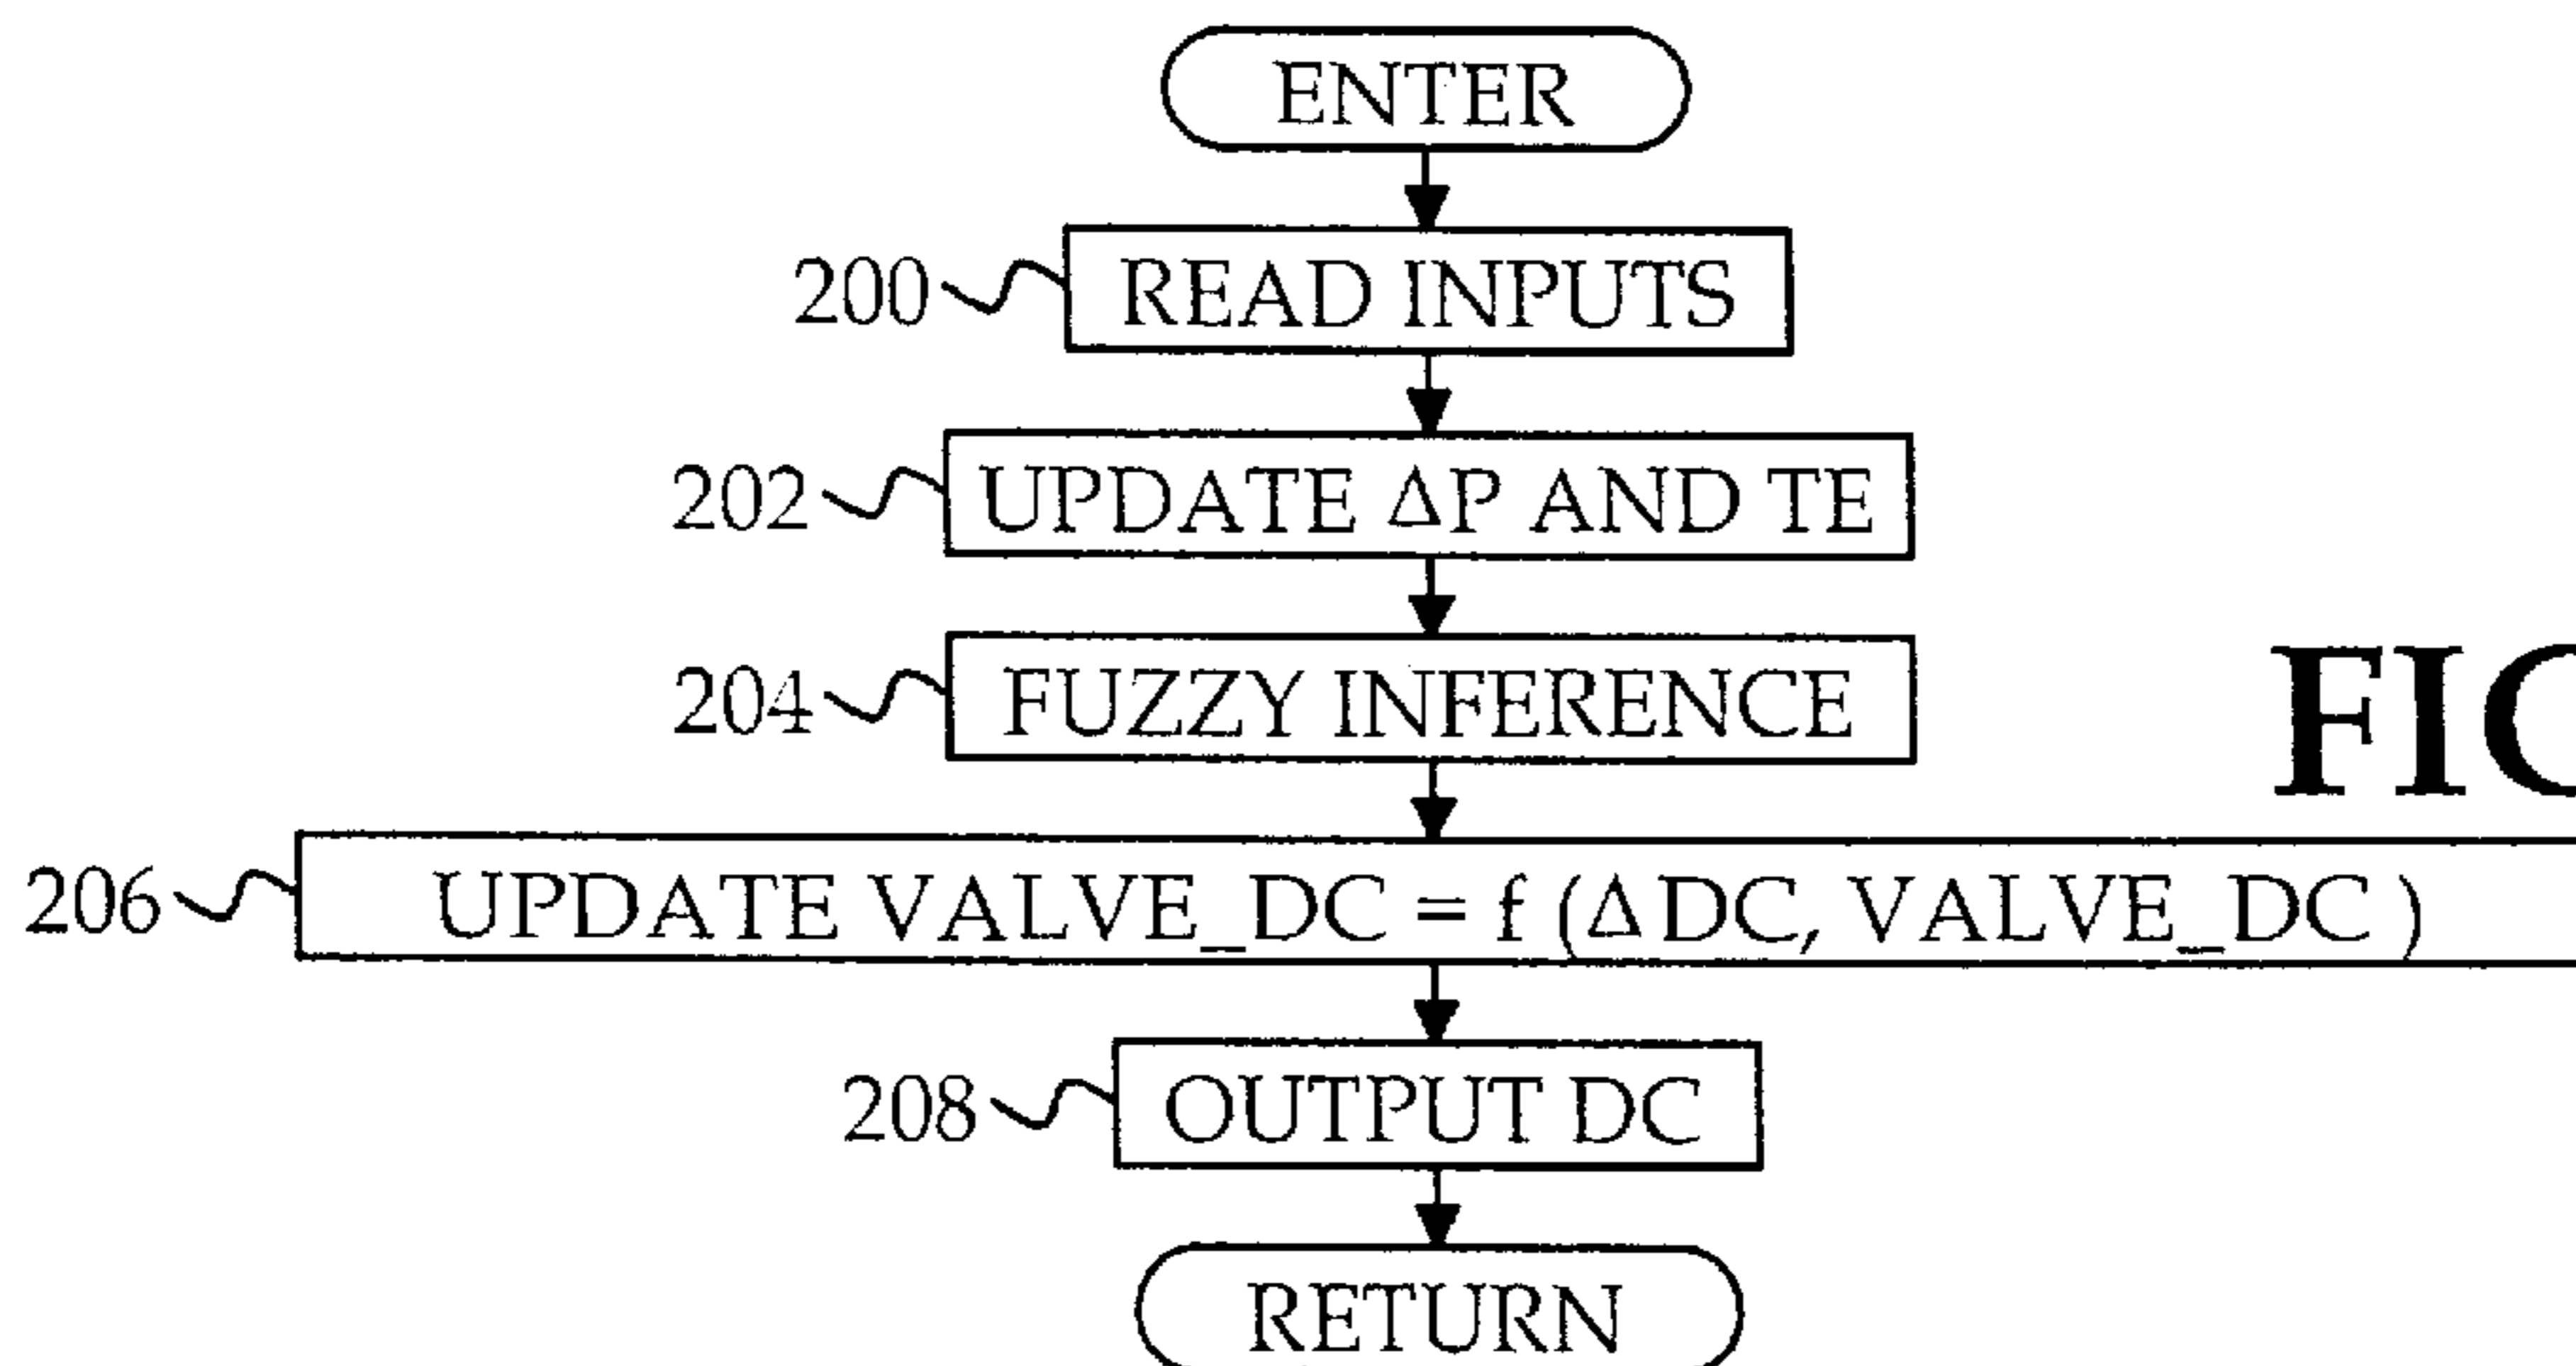 ENTER
200 READ INPUTS
202 UPDATE ΔP AND TE
204 FUZZY INFERENCE
FIG
206 UPDATE VALVE_DC = f (Δ DC, VALVE_DC )
208 OUTPUT DC
RETURN